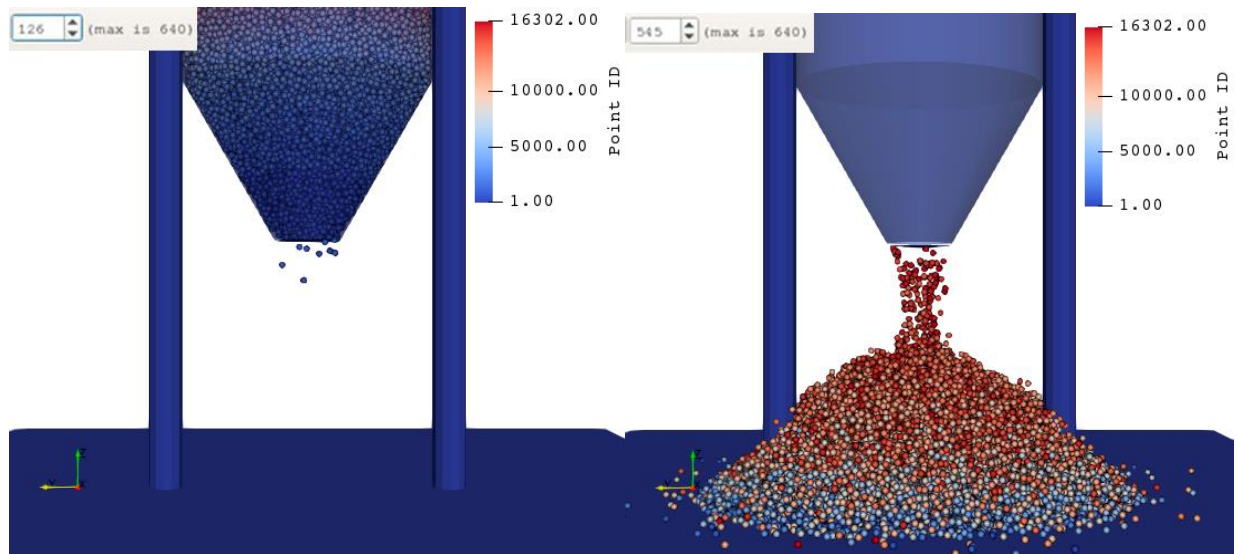 126 (max is 640)
16302.00
10000.00
5000.00
1.00
Point ID
Z
Y
X
545 (max is 640)
16302.00
10000.00
5000.00
1.00
Point ID
Z
Y
X